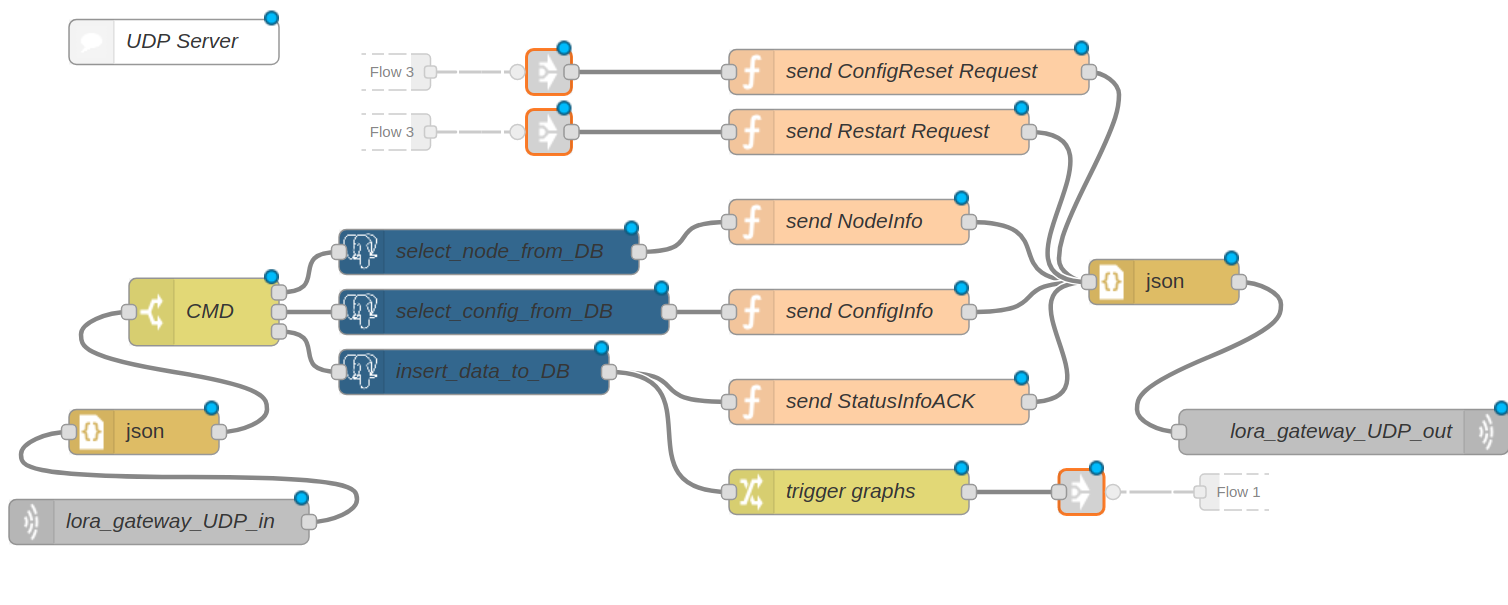 UDP Server
Flow 3
send ConfigReset Request
Flow 3
send Restart Request
send NodeInfo
select_node_from_DB
json
CMD
select_config_from_DB
send ConfigInfo
insert_data_to_DB
send StatusInfoACK
json
lora_gateway_UDP_out
trigger graphs
Flow 1
lora_gateway_UDP_in